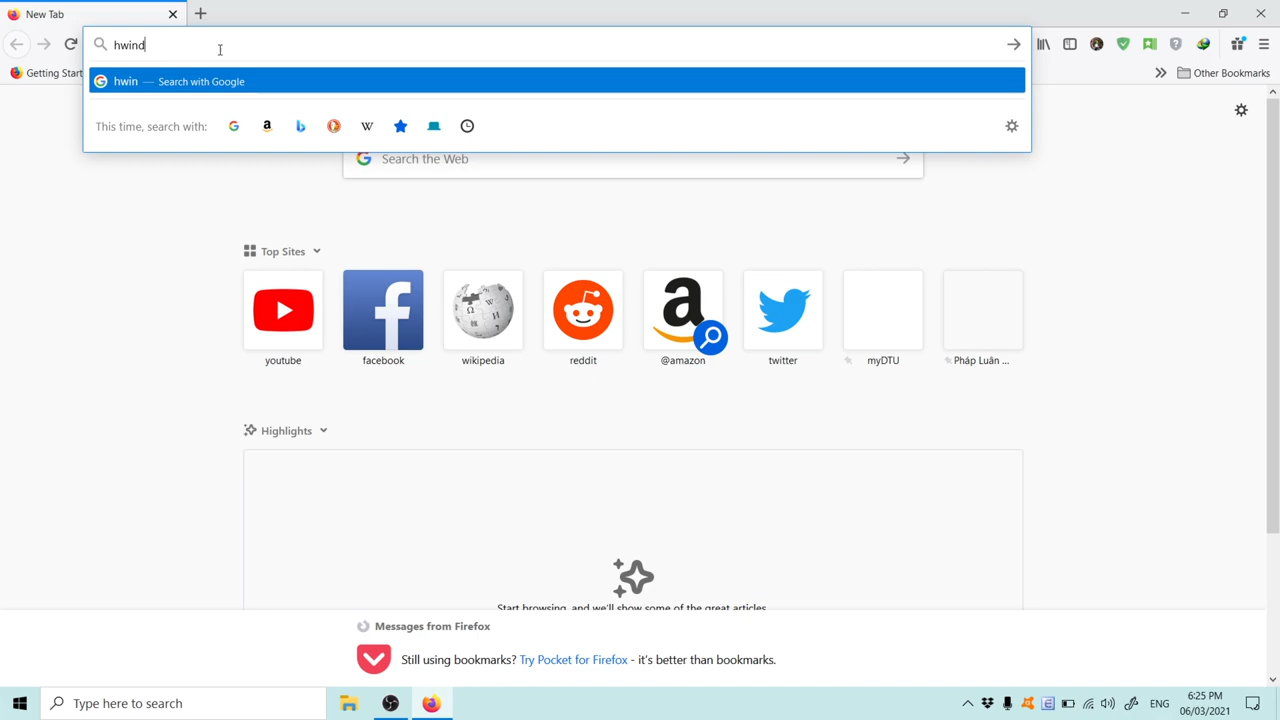 New Tab
hwind
Getting Start
Other Bookmarks
hwin — Search with Google
This time, search with:
Search the Web
Top Sites
youtube
facebook
wikipedia
reddit
@amazon
twitter
myDTU
Pháp Luân ...
Highlights
Start browsing, and we'll show some of the great articles,
Messages from Firefox
Still using bookmarks? Try Pocket for Firefox - it's better than bookmarks.
Type here to search
ENG
6:25 PM
06/03/2021